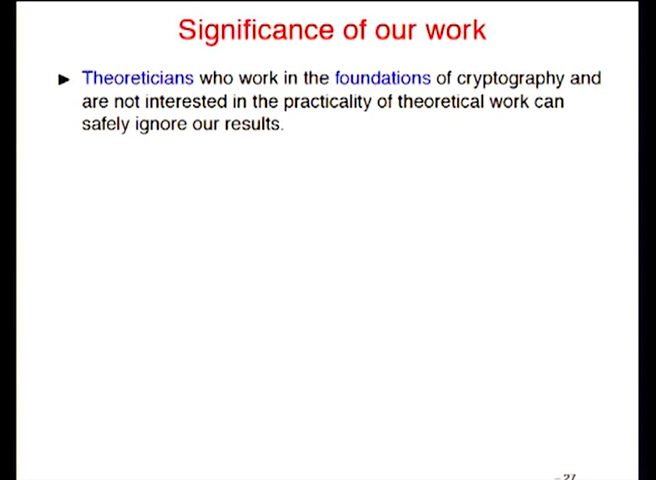 Significance of our work
► Theoreticians who work in the foundations of cryptography and
are not interested in the practicality of theoretical work can
safely ignore our results.
– 27